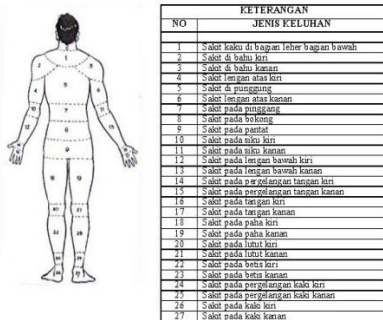 KETERANGAN
NO JENIS KELUHAN
1 Sakit kaku di bagian leher bagian bawah
2 Sakit di bahu kiri
3 Sakit di bahu kanan
4 Sakit lengan atas kiri
5 Sakit di punggung
6 Sakit lengan atas kanan
7 Sakit pada pinggang
8 Sakit pada bokong
9 Sakit pada pantat
10 Sakit pada siku kiri
11 Sakit pada siku kanan
12 Sakit pada lengan bawah kiri
13 Sakit pada lengan bawah kanan
14 Sakit pada pergelangan tangan kiri
15 Sakit pada pergelangan tangan kanan
16 Sakit pada tangan kiri
17 Sakit pada tangan kanan
18 Sakit pada paha kiri
19 Sakit pada paha kanan
20 Sakit pada lutut kiri
21 Sakit pada lutut kanan
22 Sakit pada betis kiri
23 Sakit pada betis kanan
24 Sakit pada pergelangan kaki kiri
25 Sakit pada pergelangan kaki kanan
26 Sakit pada kaki kiri
27 Sakit pada kaki kanan